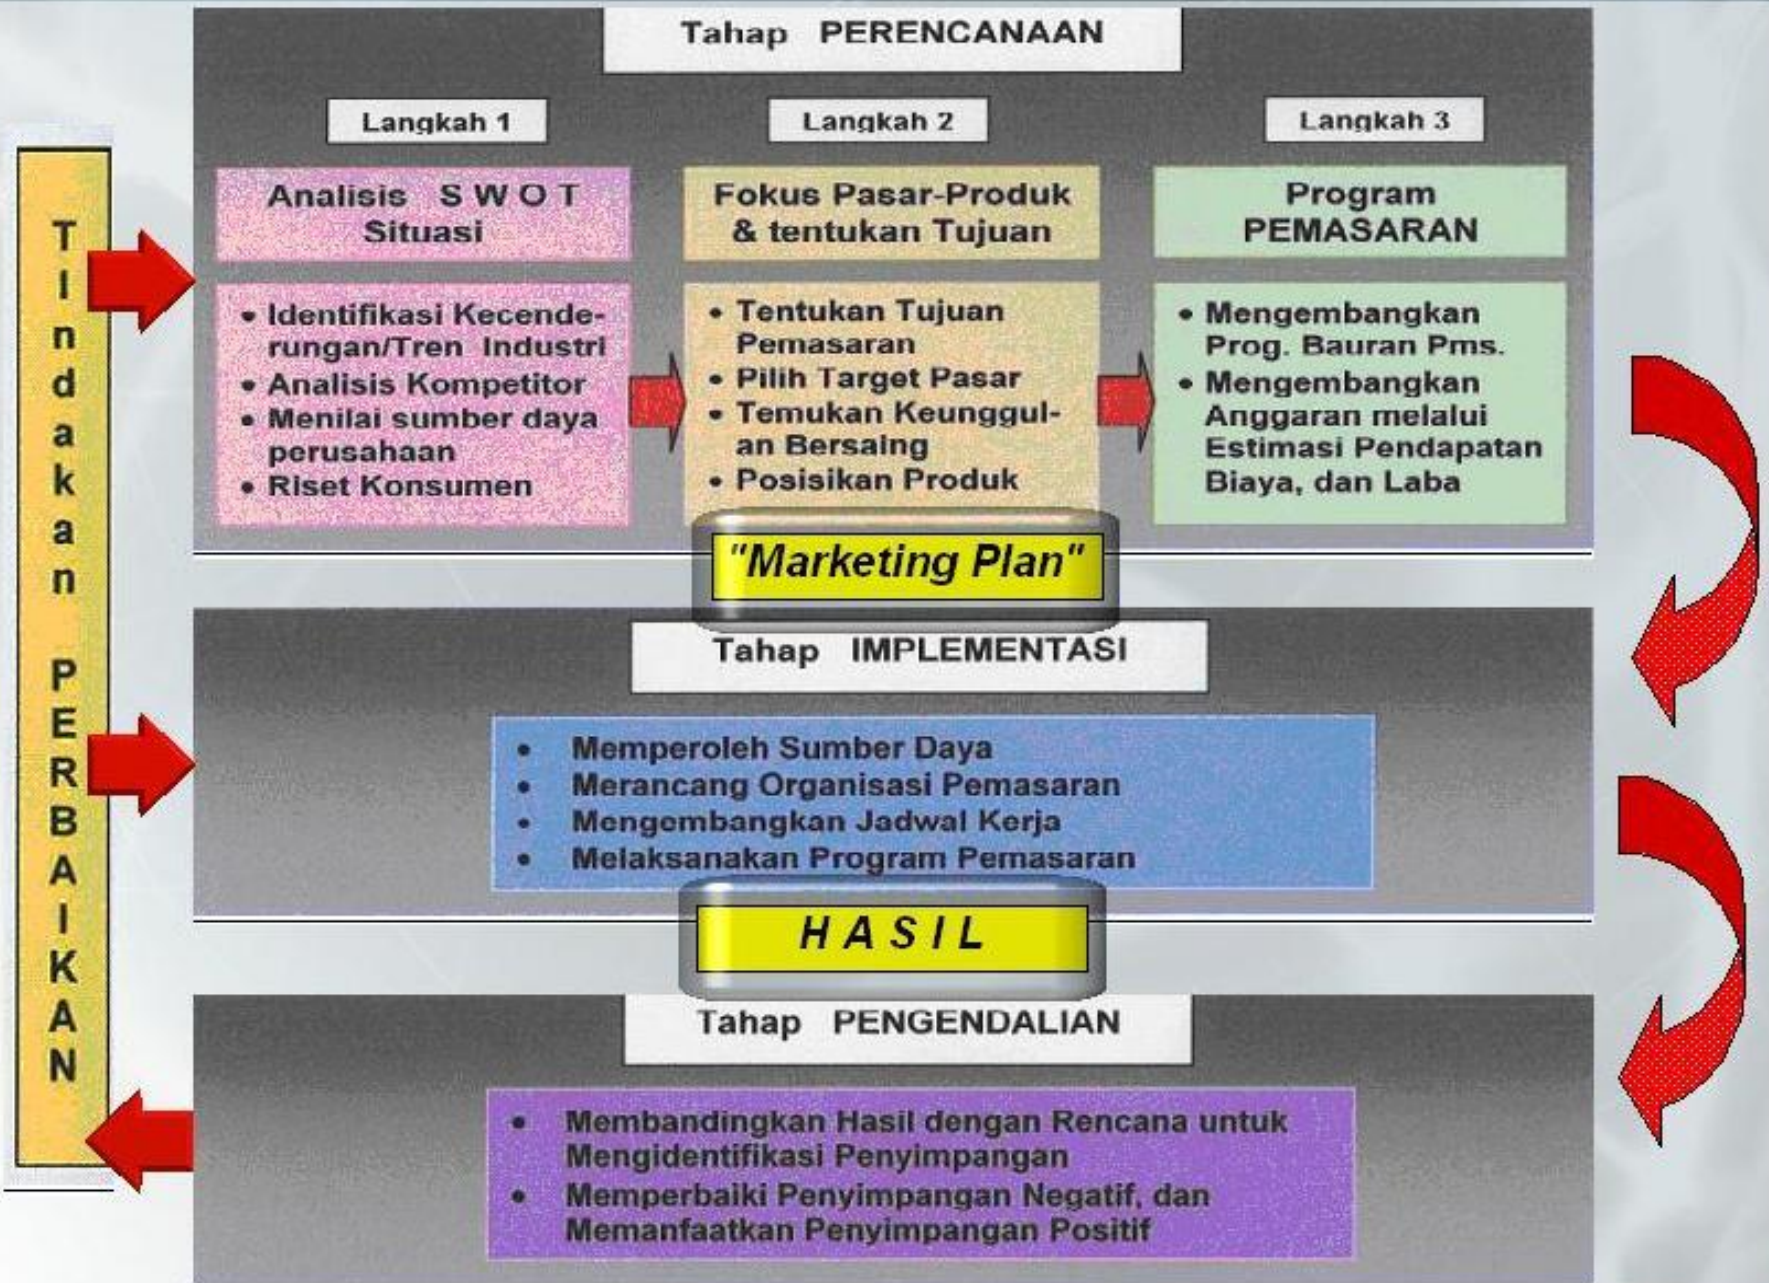 Tahap PERENCANAAN
Langkah 1
Analisis S W O T
Situasi
• Identifikasi Kecende-
rungan/Tren Industri
• Analisis Kompetitor
• Menilai sumber daya
perusahaan
• Riset Konsumen
Langkah 2
Fokus Pasar-Produk
& tentukan Tujuan
• Tentukan Tujuan
Pemasaran
• Pilih Target Pasar
• Temukan Keunggul-
an Bersaing
• Posisikan Produk
Langkah 3
Program
PEMASARAN
• Mengembangkan
Prog. Bauran Pms.
• Mengembangkan
Anggaran melalui
Estimasi Pendapatan
Biaya, dan Laba
"Marketing Plan"
Tahap IMPLEMENTASI
• Memperoleh Sumber Daya
• Merancang Organisasi Pemasaran
• Mengembangkan Jadwal Kerja
• Melaksanakan Program Pemasaran
H A S I L
Tahap PENGENDALIAN
• Membandingkan Hasil dengan Rencana untuk
Mengidentifikasi Penyimpangan
• Memperbaiki Penyimpangan Negatif, dan
Memanfaatkan Penyimpangan Positif
TIndakan PERBAIKAN